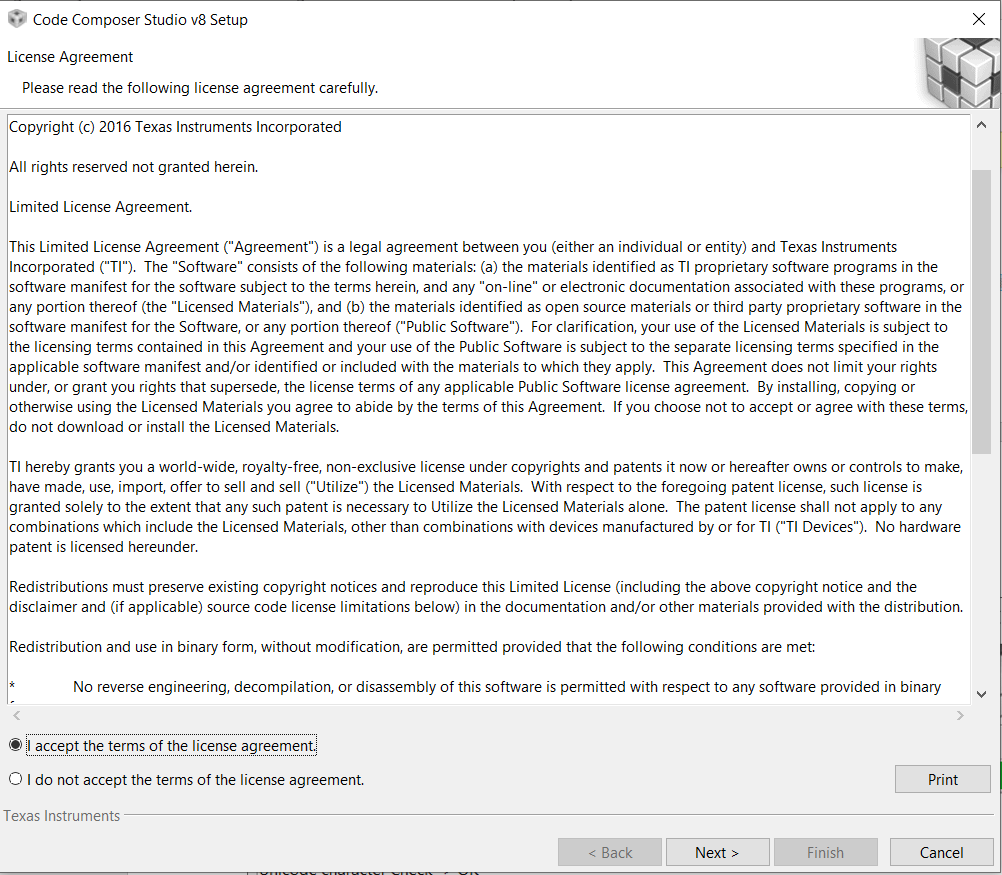 Code Composer Studio v8 Setup
License Agreement
Please read the following license agreement carefully.
Copyright (c) 2016 Texas Instruments Incorporated
All rights reserved not granted herein.
Limited License Agreement.
This Limited License Agreement ("Agreement") is a legal agreement between you (either an individual or entity) and Texas Instruments
Incorporated ("TI").  The "Software" consists of the following materials: (a) the materials identified as TI proprietary software programs in the
software manifest for the software subject to the terms herein, and any "on-line" or electronic documentation associated with these programs, or
any portion thereof (the "Licensed Materials"), and (b) the materials identified as open source materials or third party proprietary software in the
software manifest for the Software, or any portion thereof ("Public Software").  For clarification, your use of the Licensed Materials is subject to
the licensing terms contained in this Agreement and your use of the Public Software is subject to the separate licensing terms specified in the
applicable software manifest and/or identified or included with the materials to which they apply.  This Agreement does not limit your rights
under, or grant you rights that supersede, the license terms of any applicable Public Software license agreement.  By installing, copying or
otherwise using the Licensed Materials you agree to abide by the terms of this Agreement.  If you choose not to accept or agree with these terms,
do not download or install the Licensed Materials.
TI hereby grants you a world-wide, royalty-free, non-exclusive license under copyrights and patents it now or hereafter owns or controls to make,
have made, use, import, offer to sell and sell ("Utilize") the Licensed Materials.  With respect to the foregoing patent license, such license is
granted solely to the extent that any such patent is necessary to Utilize the Licensed Materials alone.  The patent license shall not apply to any
combinations which include the Licensed Materials, other than combinations with devices manufactured by or for TI ("TI Devices").  No hardware
patent is licensed hereunder.
Redistributions must preserve existing copyright notices and reproduce this Limited License (including the above copyright notice and the
disclaimer and (if applicable) source code license limitations below) in the documentation and/or other materials provided with the distribution.
Redistribution and use in binary form, without modification, are permitted provided that the following conditions are met:
* No reverse engineering, decompilation, or disassembly of this software is permitted with respect to any software provided in binary
I accept the terms of the license agreement.
I do not accept the terms of the license agreement.
Print
Texas Instruments
< Back
Next >
Finish
Cancel